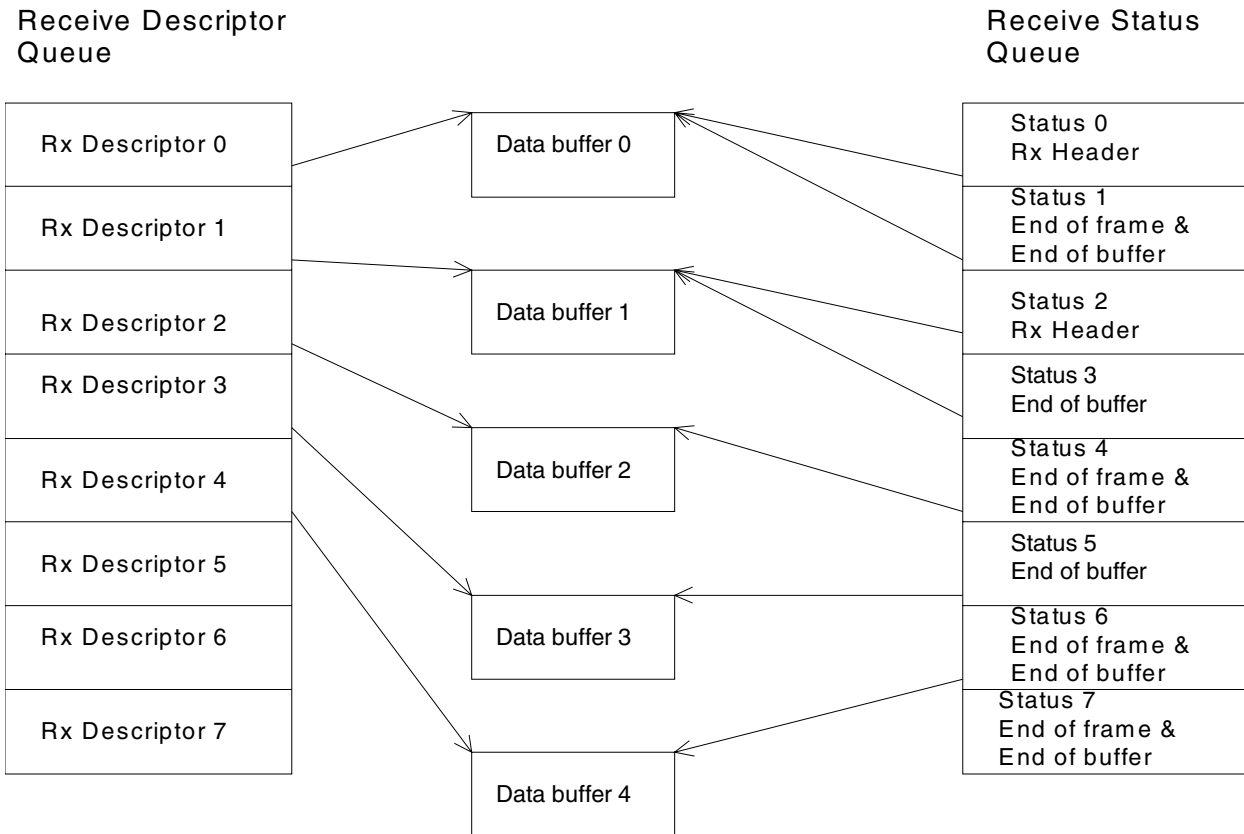 Receive Descriptor
Queue
Receive Status
Queue
Rx Descriptor 0
Rx Descriptor 1
Rx Descriptor 2
Rx Descriptor 3
Rx Descriptor 4
Rx Descriptor 5
Rx Descriptor 6
Rx Descriptor 7
Data buffer 0
Data buffer 1
Data buffer 2
Data buffer 3
Data buffer 4
Status 0
Rx Header
Status 1
End of frame &
End of buffer
Status 2
Rx Header
Status 3
End of buffer
Status 4
End of frame &
End of buffer
Status 5
End of buffer
Status 6
End of frame &
End of buffer
Status 7
End of frame &
End of buffer